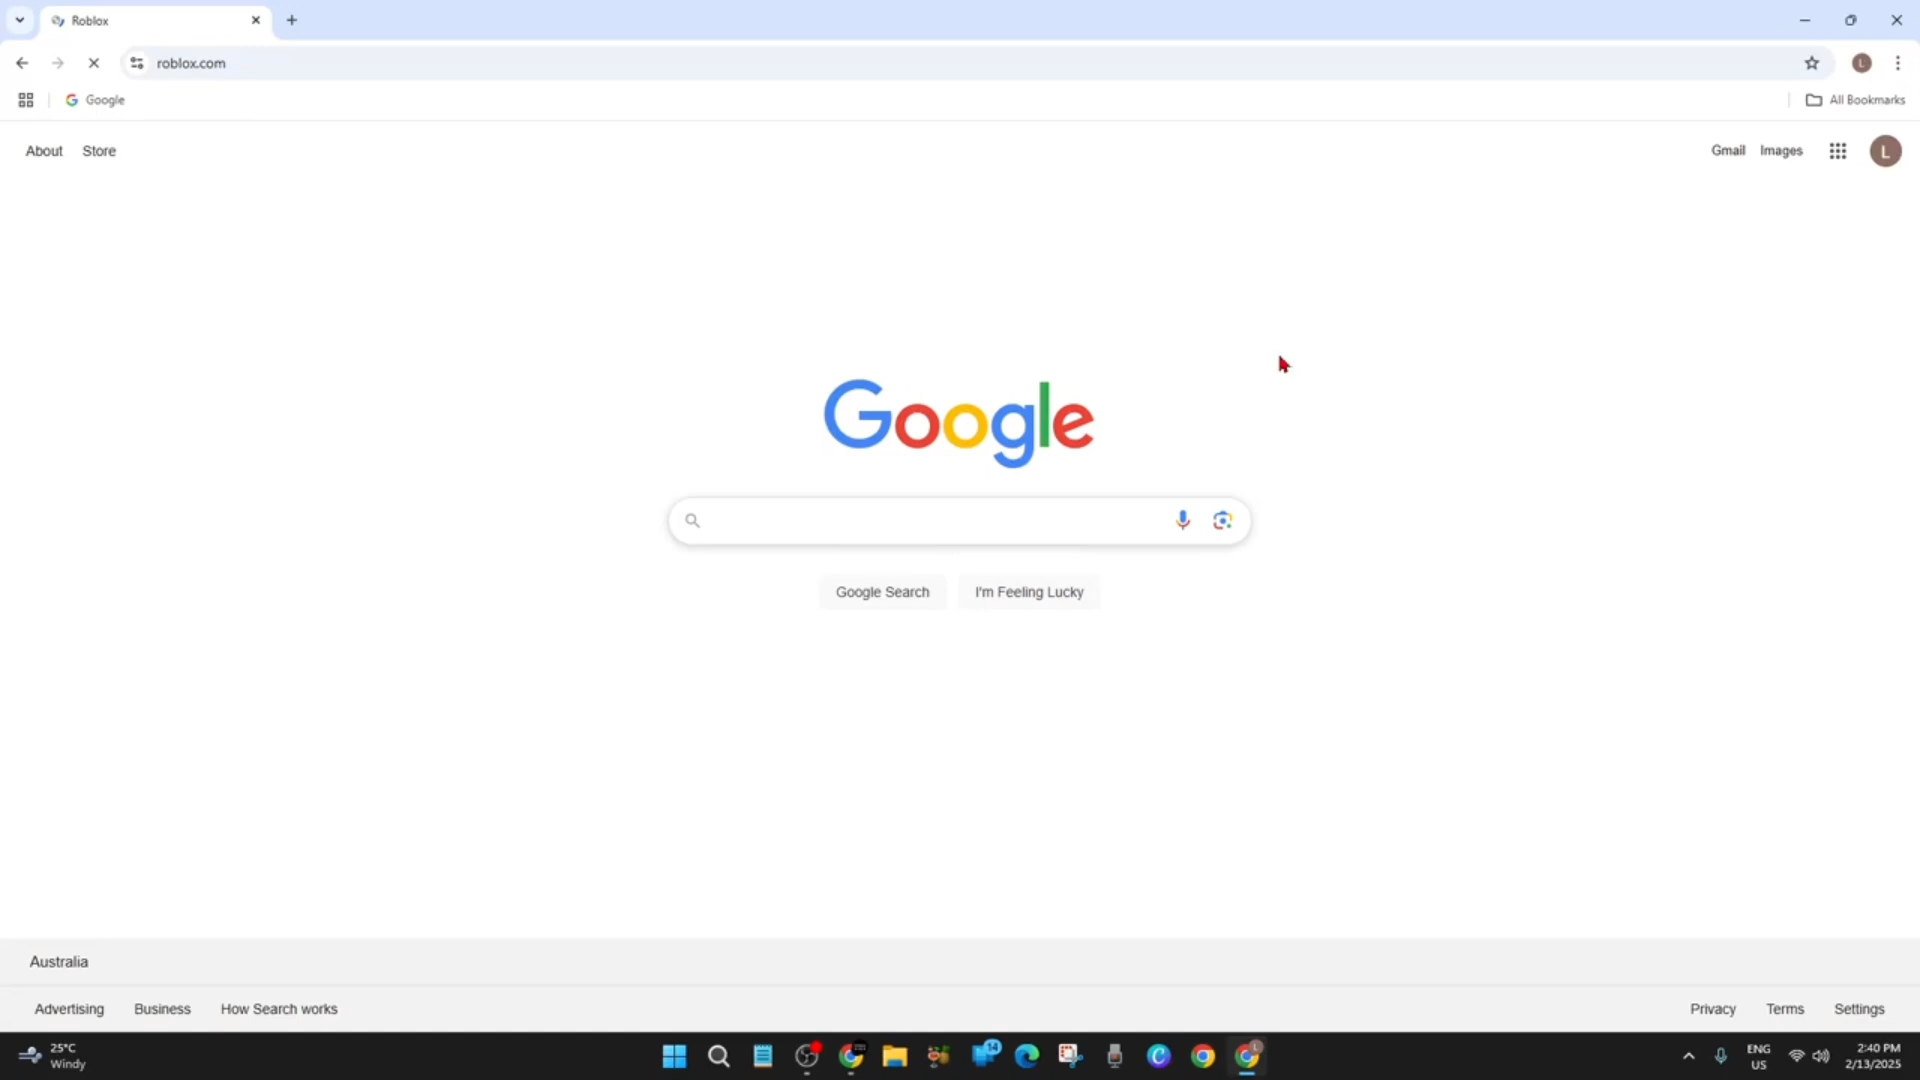 Roblox
roblox.com
Google
All Bookmarks
About Store
Gmail Images
L
Google
Google Search I'm Feeling Lucky
Australia
Advertising Business How Search works
Privacy Terms Settings
25°C
Windy
14
ENG
US
2:40 PM
2/13/2025